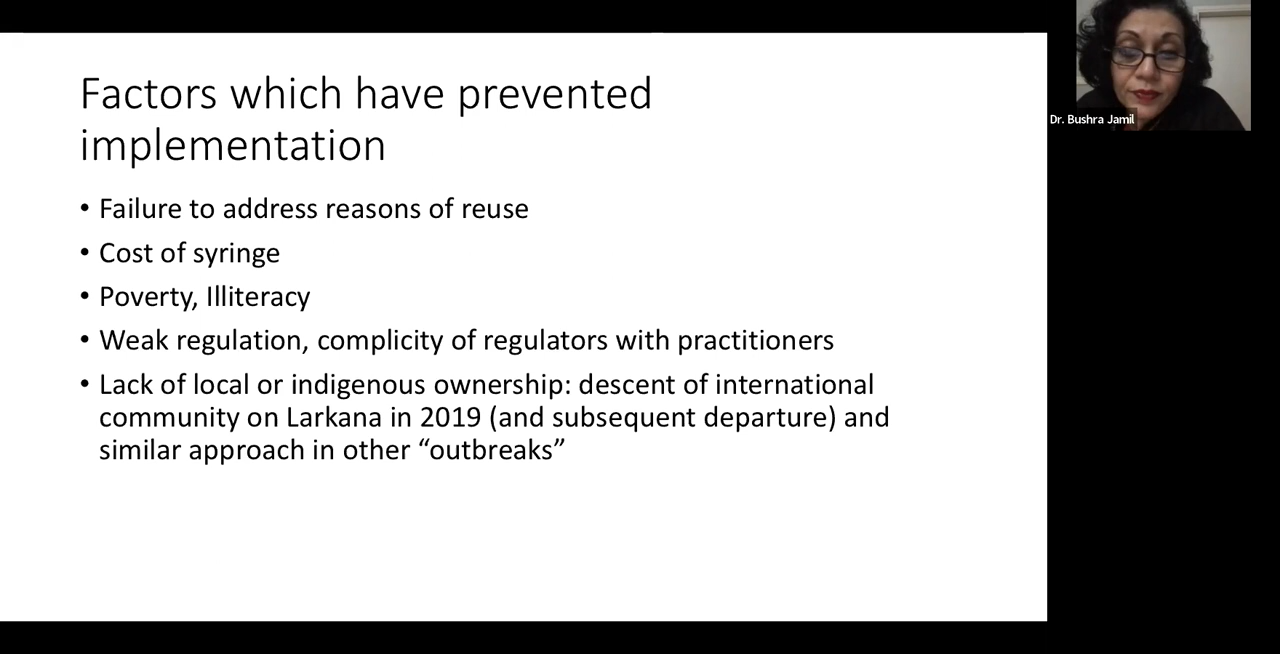 Factors which have prevented
implementation
• Failure to address reasons of reuse
• Cost of syringe
• Poverty, Illiteracy
• Weak regulation, complicity of regulators with practitioners
• Lack of local or indigenous ownership: descent of international
community on Larkana in 2019 (and subsequent departure) and
similar approach in other “outbreaks”
Dr. Bushra Jamil